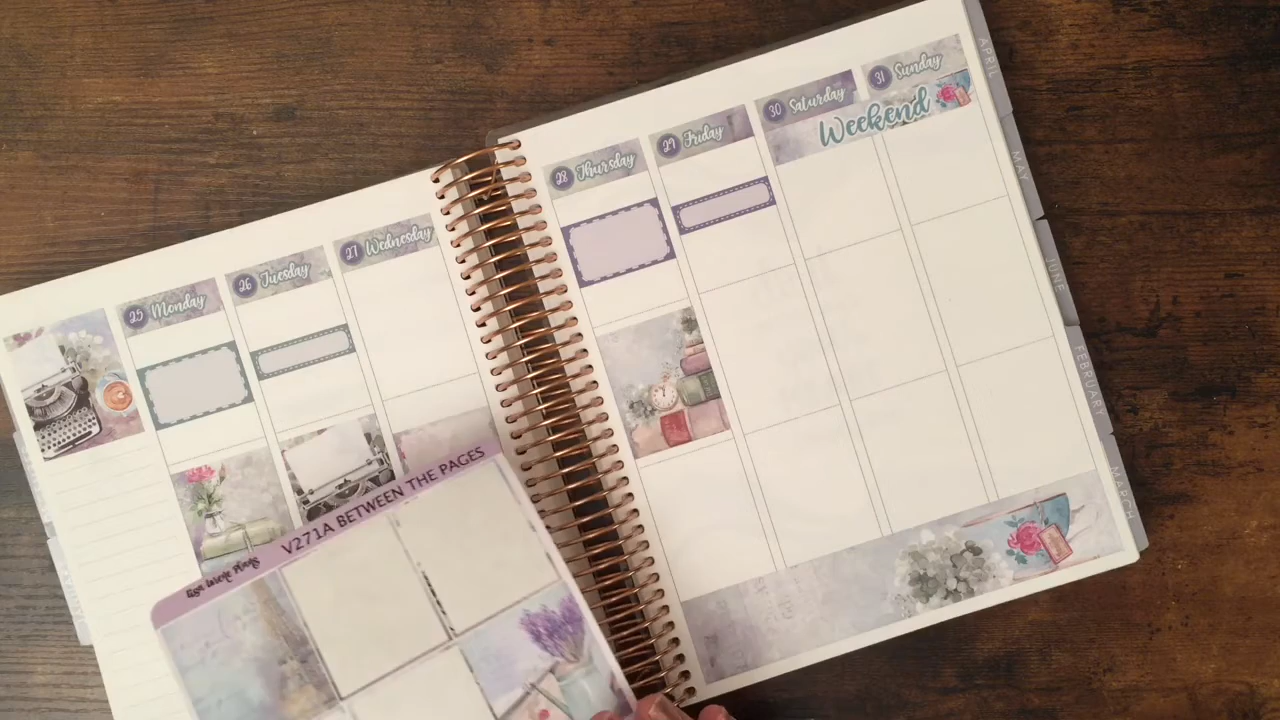 25 Monday
26 Tuesday
27 Wednesday
28 Thursday
29 Friday
30 Saturday
31 Sunday
Weekend
APRIL
MAY
JUNE
FEBRUARY
MARCH
V271A BETWEEN THE PAGES